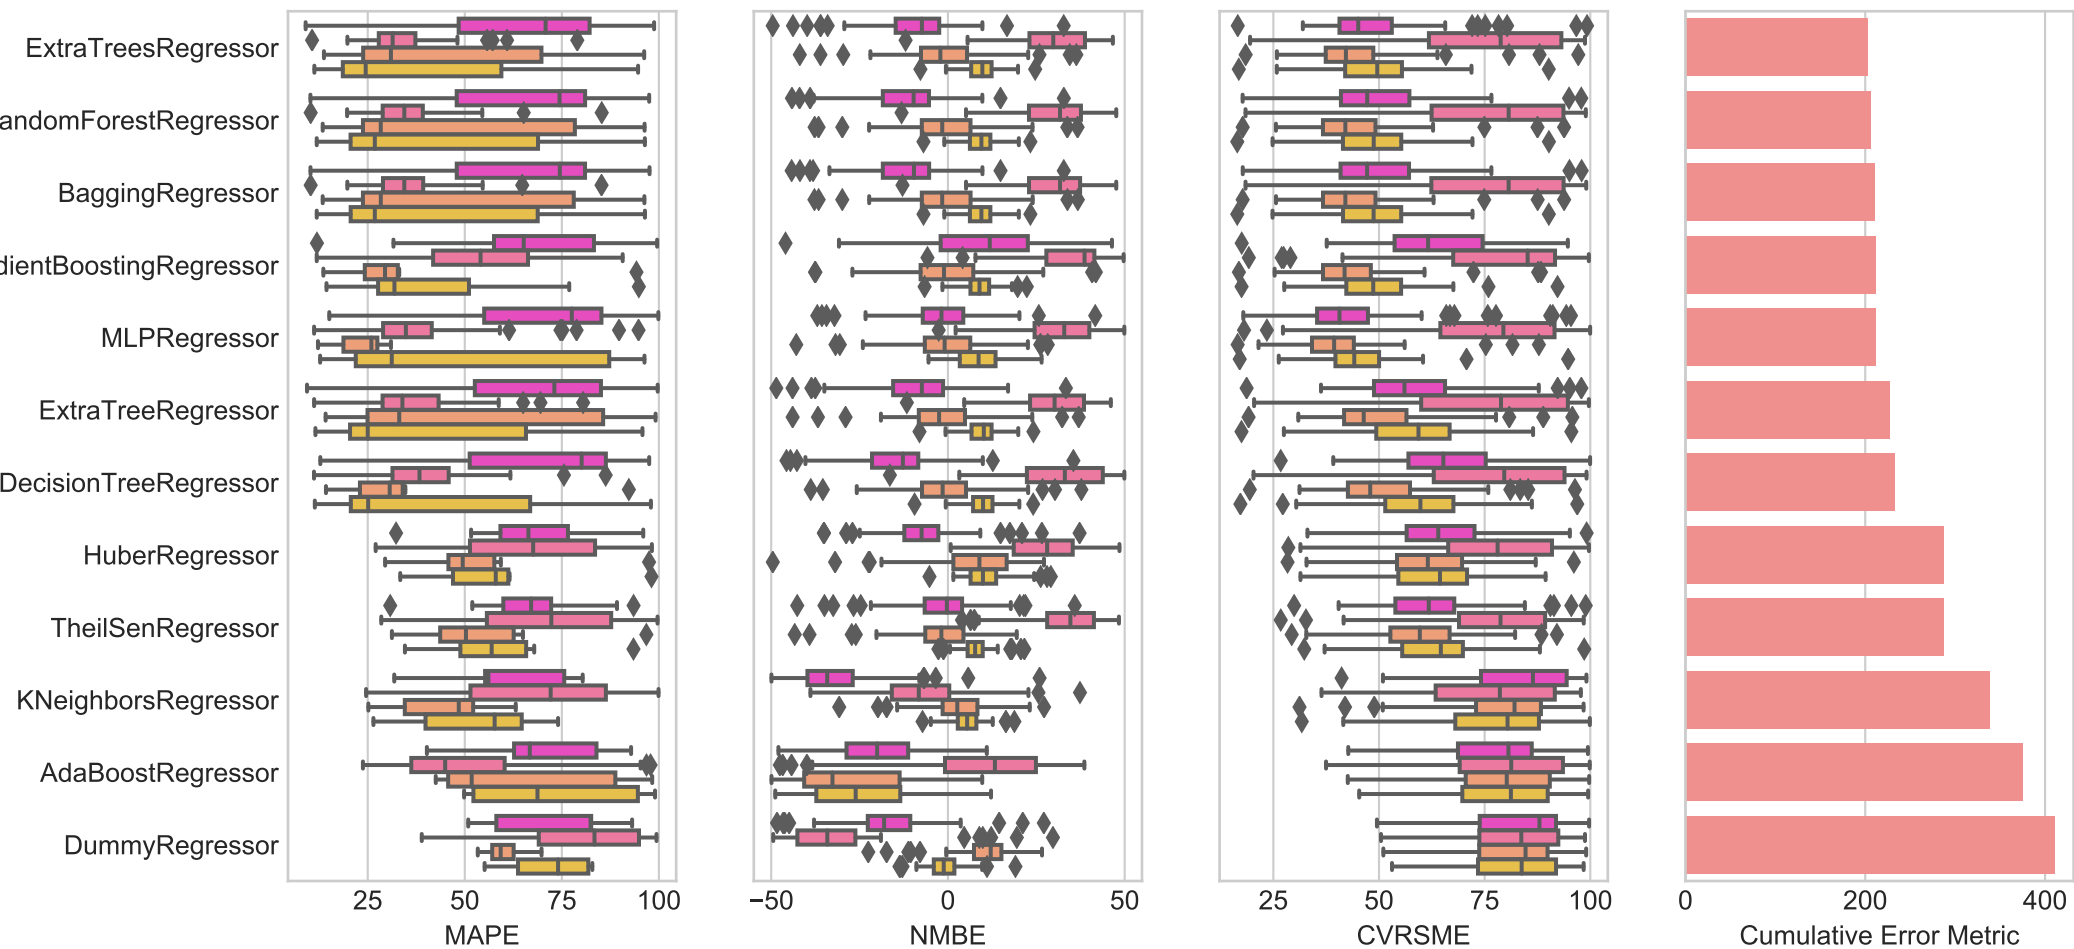 ExtraTreesRegressor
andomForestRegressor
BaggingRegressor
dientBoostingRegressor
MLPRegressor
ExtraTreeRegressor
DecisionTreeRegressor
HuberRegressor
TheilSenRegressor
KNeighborsRegressor
AdaBoostRegressor
DummyRegressor
25 50 75 100
−50 0 50
25 50 75 100
0 200 400
MAPE
NMBE
CVRSME
Cumulative Error Metric